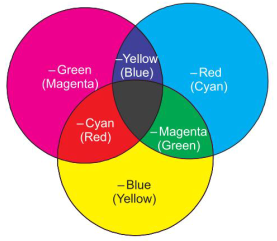 –Yellow
(Blue)
–Green
(Magenta)
–Red
(Cyan)
–Cyan
(Red)
–Magenta
(Green)
–Blue
(Yellow)